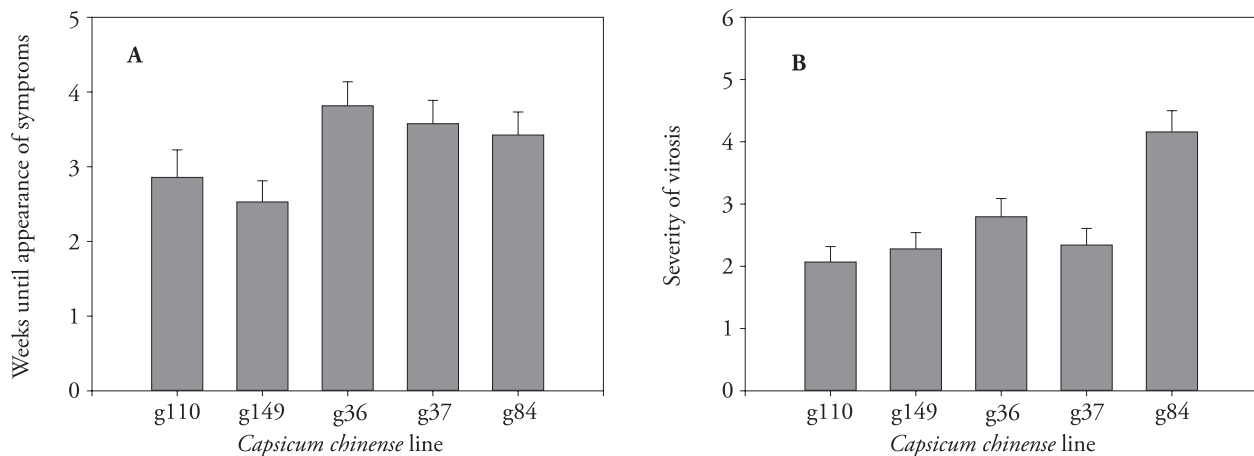 A
Weeks until appearance of symptoms
5
4
3
2
1
0
g110 g149 g36 g37 g84
Capsicum chinense line
B
Severity of virosis
6
5
4
3
2
1
0
g110 g149 g36 g37 g84
Capsicum chinense line